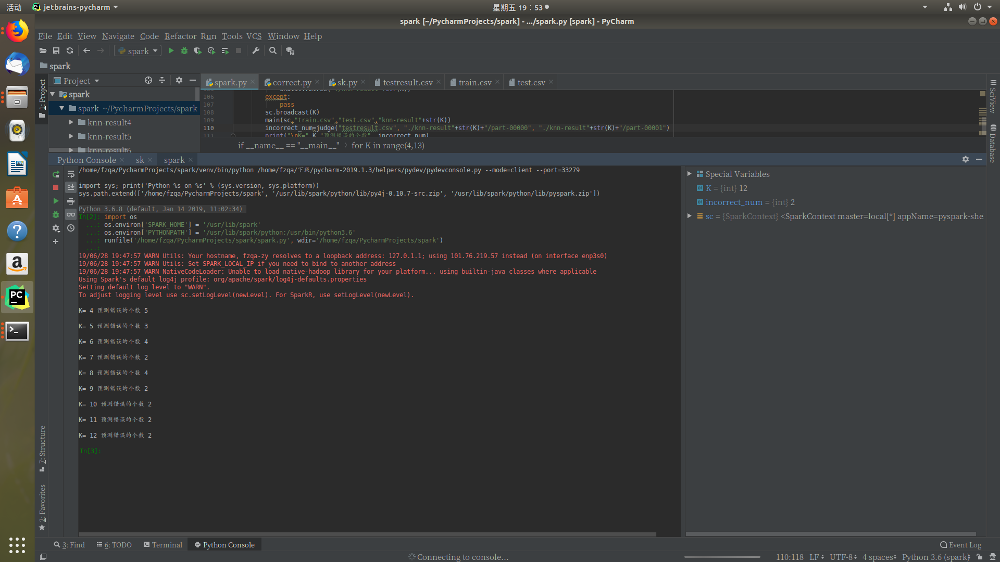 活动
jetbrains-pycharm
星期五 19：53
spark [~/PycharmProjects/spark] - .../spark.py [spark] - PyCharm
File Edit View Navigate Code Refactor Run Tools VCS Window Help
spark
spark
Project
spark.py
correct.py
sk.py
testresult.csv
train.csv
test.csv
1: Project
spark
spark ~/PycharmProjects/spark
knn-result4
knn-result5
knn-result6
106 except:
107 pass
108 sc.broadcast(K)
109 main(sc,"train.csv","test.csv","knn-result"+str(K))
110 incorrect_num=judge("testresult.csv", "./knn-result"+str(K)+"/part-00000", "./knn-result"+str(K)+"/part-00001")
111 print("\nK=",K,"预测错误的个数", incorrect_num)
if __name__ == "__main__" › for K in range(4,13)
SciView
Database
Python Console
sk
spark
/home/fzqa/PycharmProjects/spark/venv/bin/python /home/fzqa/下载/pycharm-2019.1.3/helpers/pydev/pydevconsole.py --mode=client --port=33279
import sys; print('Python %s on %s' % (sys.version, sys.platform))
sys.path.extend(['/home/fzqa/PycharmProjects/spark', '/usr/lib/spark/python/lib/py4j-0.10.7-src.zip', '/usr/lib/spark/python/lib/pyspark.zip'])
Python 3.6.8 (default, Jan 14 2019, 11:02:34)
In[2]: import os
...: os.environ['SPARK_HOME'] = '/usr/lib/spark'
...: os.environ['PYTHONPATH'] = '/usr/lib/spark/python:/usr/bin/python3.6'
...: runfile('/home/fzqa/PycharmProjects/spark/spark.py', wdir='/home/fzqa/PycharmProjects/spark')
...:
19/06/28 19:47:57 WARN Utils: Your hostname, fzqa-zy resolves to a loopback address: 127.0.1.1; using 101.76.219.57 instead (on interface enp3s0)
19/06/28 19:47:57 WARN Utils: Set SPARK_LOCAL_IP if you need to bind to another address
19/06/28 19:47:57 WARN NativeCodeLoader: Unable to load native-hadoop library for your platform... using builtin-java classes where applicable
Using Spark's default log4j profile: org/apache/spark/log4j-defaults.properties
Setting default log level to "WARN".
To adjust logging level use sc.setLogLevel(newLevel). For SparkR, use setLogLevel(newLevel).
K= 4 预测错误的个数 5
K= 5 预测错误的个数 3
K= 6 预测错误的个数 4
K= 7 预测错误的个数 2
K= 8 预测错误的个数 4
K= 9 预测错误的个数 2
K= 10 预测错误的个数 2
K= 11 预测错误的个数 2
K= 12 预测错误的个数 2
In[3]:
Special Variables
K = {int} 12
incorrect_num = {int} 2
sc = {SparkContext} <SparkContext master=local[*] appName=pyspark-she
7: Structure
2: Favorites
3: Find
6: TODO
Terminal
Python Console
Event Log
Connecting to console...
110:118 LF UTF-8 4 spaces Python 3.6 (spark)